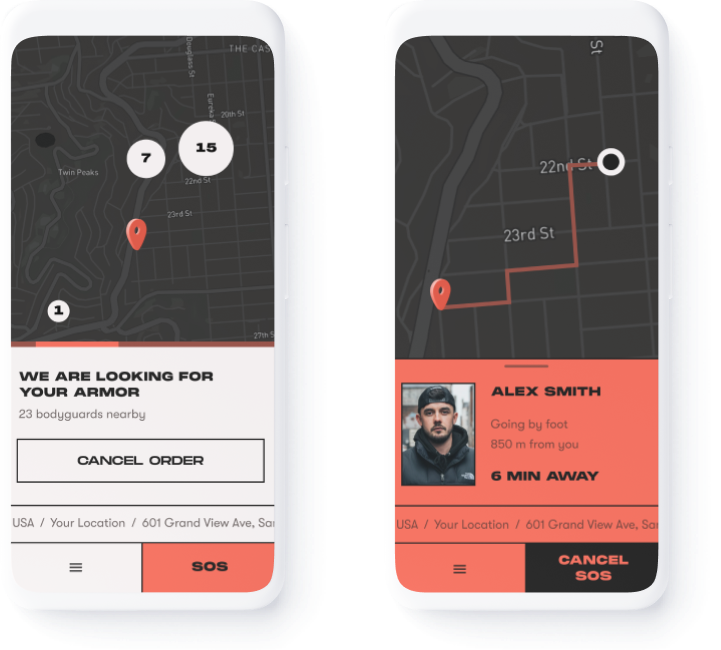 THE CAS
Douglass St
Eureka
20th St
7
15
Twin Peaks
22nd St
23rd St
1
27th St
WE ARE LOOKING FOR
YOUR ARMOR
23 bodyguards nearby
CANCEL ORDER
USA / Your Location / 601 Grand View Ave, San
SOS
St
22nd St
23rd St
ALEX SMITH
Going by foot
850 m from you
6 MIN AWAY
USA / Your Location / 601 Grand View Ave, San
CANCEL
SOS